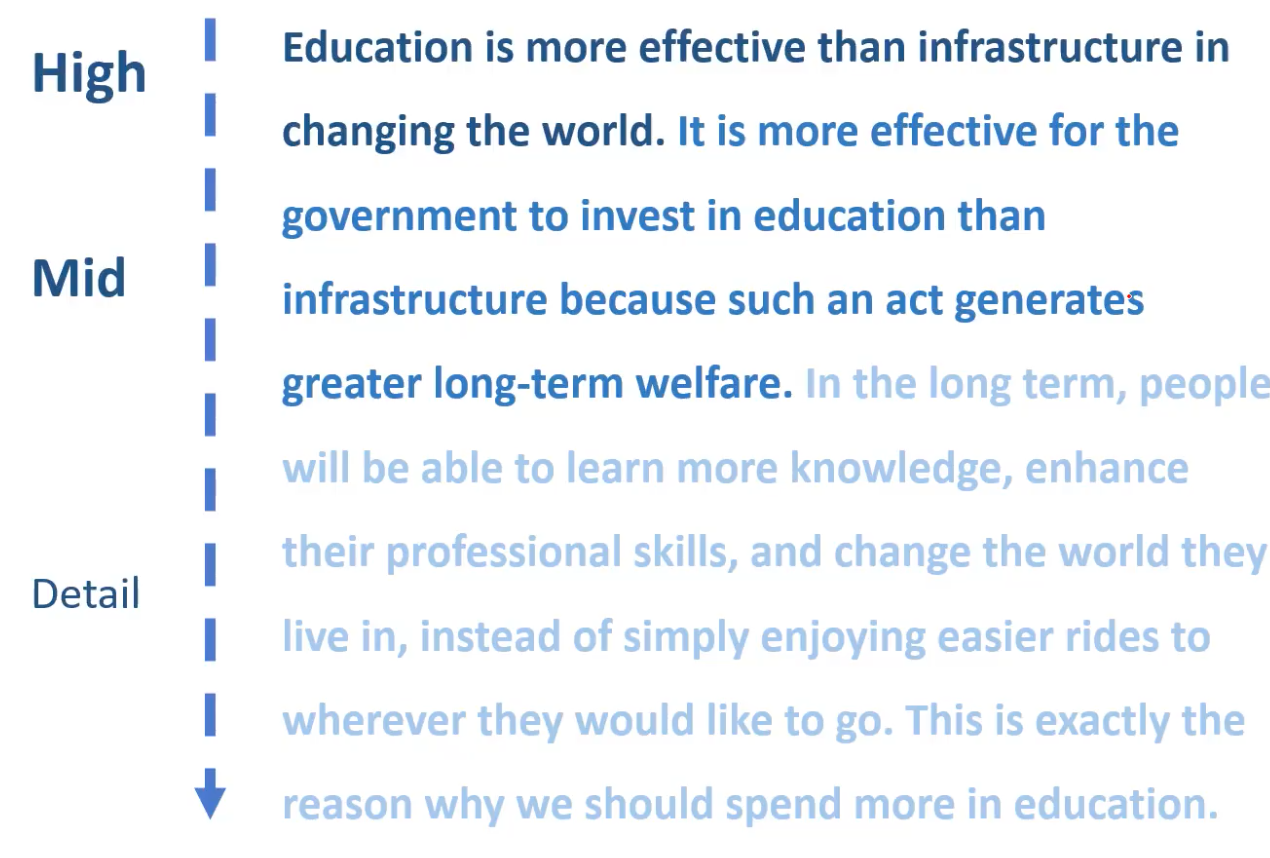 High
Mid
Detail
Education is more effective than infrastructure in
changing the world. It is more effective for the
government to invest in education than
infrastructure because such an act generates
greater long-term welfare. In the long term, people
will be able to learn more knowledge, enhance
their professional skills, and change the world they
live in, instead of simply enjoying easier rides to
wherever they would like to go. This is exactly the
reason why we should spend more in education.